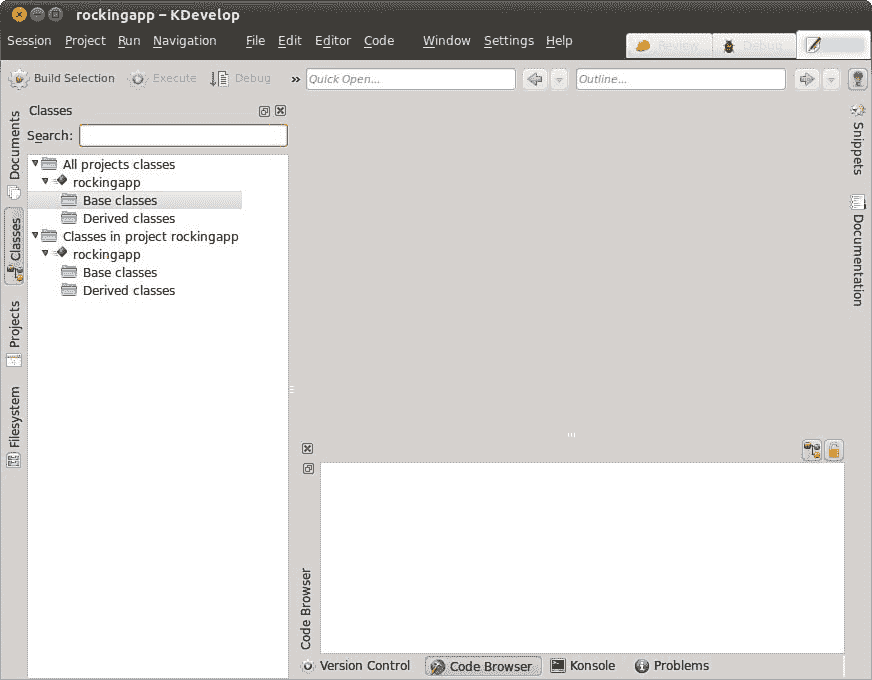 rockingapp – KDevelop
Session Project Run Navigation File Edit Editor Code Window Settings Help
Review Debug
Build Selection Execute Debug » Quick Open... Outline...
Classes
Search:
All projects classes
rockingapp
Base classes
Derived classes
Classes in project rockingapp
rockingapp
Base classes
Derived classes
Documents
Classes
Projects
Filesystem
Snippets
Documentation
Code Browser
Version Control Code Browser Konsole Problems